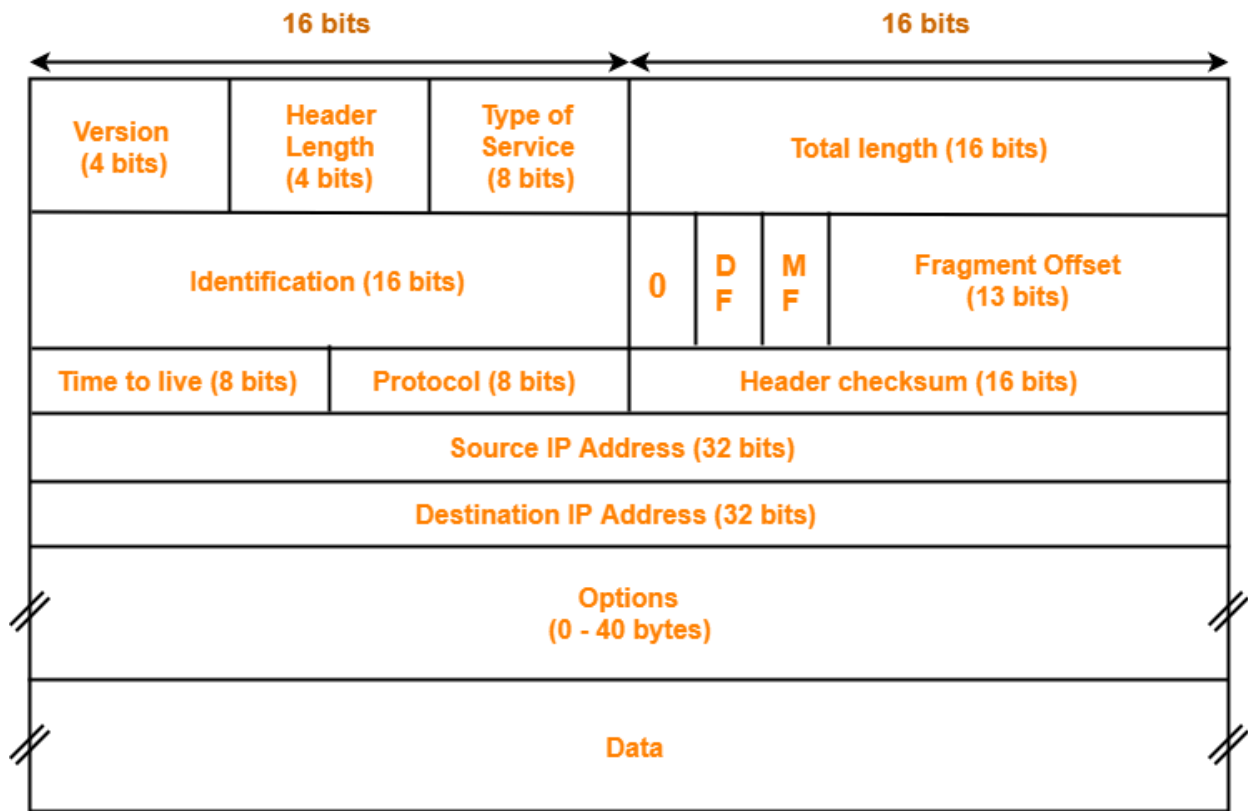 16 bits
16 bits
Version
(4 bits)
Header
Length
(4 bits)
Type of
Service
(8 bits)
Total length (16 bits)
Identification (16 bits)
0
D
F
M
F
Fragment Offset
(13 bits)
Time to live (8 bits)
Protocol (8 bits)
Header checksum (16 bits)
Source IP Address (32 bits)
Destination IP Address (32 bits)
Options
(0 - 40 bytes)
Data